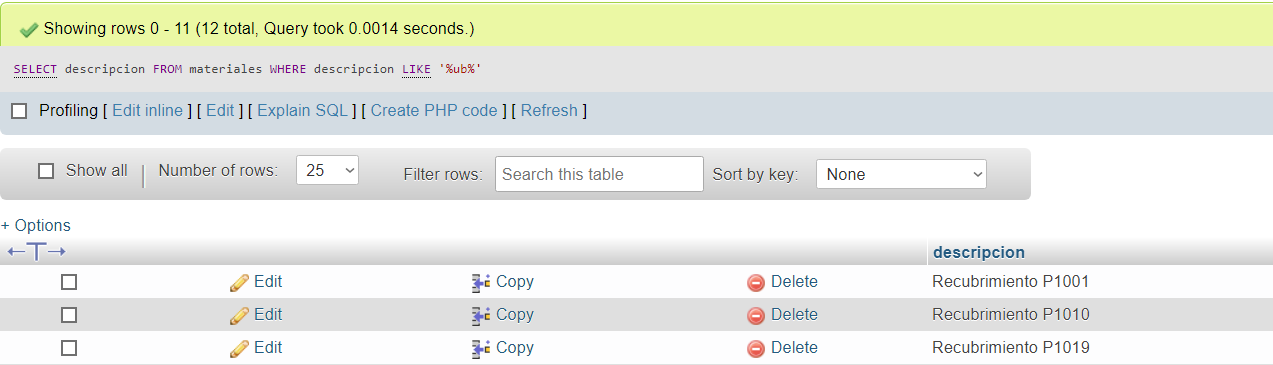 Showing rows 0 - 11 (12 total, Query took 0.0014 seconds.)
SELECT descripcion FROM materiales WHERE descripcion LIKE '%ub%'
Profiling [ Edit inline ] [ Edit ] [ Explain SQL ] [ Create PHP code ] [ Refresh ]
Show all | Number of rows: 25 Filter rows: Search this table Sort by key: None
+ Options
←T→ descripcion
Edit Copy Delete Recubrimiento P1001
Edit Copy Delete Recubrimiento P1010
Edit Copy Delete Recubrimiento P1019